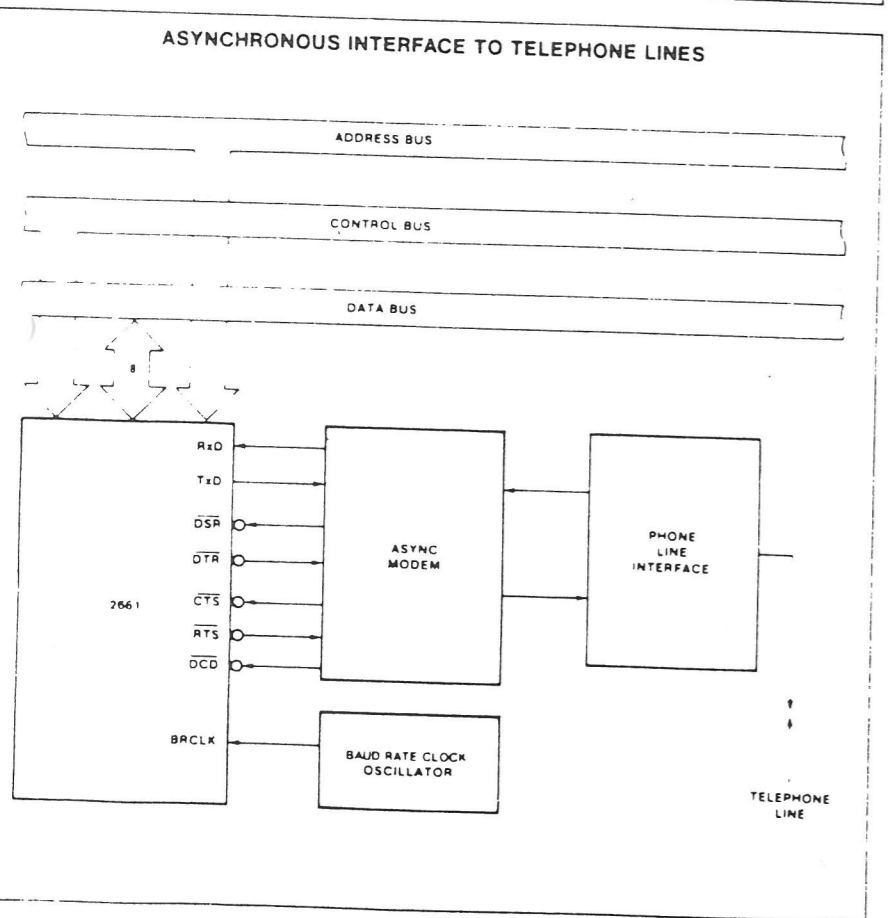 ASYNCHRONOUS INTERFACE TO TELEPHONE LINES
ADDRESS BUS
CONTROL BUS
DATA BUS
8
RxD
TxD
DSR
DTR
CTS
RTS
DCD
BRCLK
2661
ASYNC
MODEM
PHONE
LINE
INTERFACE
BAUD RATE CLOCK
OSCILLATOR
TELEPHONE
LINE